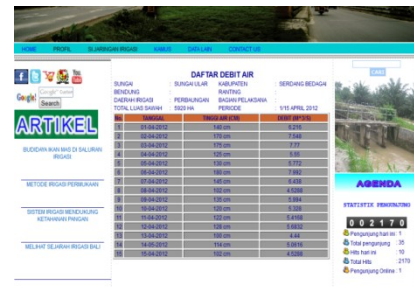 HOME PROFIL JARINGAN IRIGASI KAMUS DATA LAIN CONTACT US
DAFTAR DEBIT AIR
SUNGAI : SUNGAI ULAR KABUPATEN : SERDANG BEDAGAI
BENDUNG RANTING
DAERAH IRIGASI : PERBAUNGAN BAGIAN PELAKSANA :
TOTAL LUAS SAWAH : 5920 HA PERIODE : 1/15 APRIL 2012
No. TANGGAL TINGGI AIR (CM) DEBIT (M^3/S)
1 01-04-2012 140 cm 6.216
2 02-04-2012 170 cm 7.548
3 03-04-2012 175 cm 7.77
4 04-04-2012 125 cm 5.55
5 05-04-2012 130 cm 5.772
6 06-04-2012 180 cm 7.992
7 07-04-2012 145 cm 6.438
8 08-04-2012 102 cm 4.5288
9 09-04-2012 135 cm 5.994
10 10-04-2012 120 cm 5.328
11 11-04-2012 122 cm 5.4168
12 12-04-2012 128 cm 5.6832
13 13-04-2012 100 cm 4.44
14 14-05-2012 114 cm 5.0616
15 15-04-2012 102 cm 4.5288
Google
Search
ARTIKEL
BUDIDAYA IKAN MAS DI SALURAN
IRIGASI
METODE IRIGASI PERMUKAAN
SISTEM IRIGASI MENDUKUNG
KETAHANAN PANGAN
MELIHAT SEJARAH IRIGASI BALI
CARI
AGENDA
STATISTIK PENGUNJUNG
0 0 2 1 7 0
Pengunjung hari ini : 1
Total pengunjung : 35
Hits hari ini : 10
Total Hits : 2170
Pengunjung Online : 1